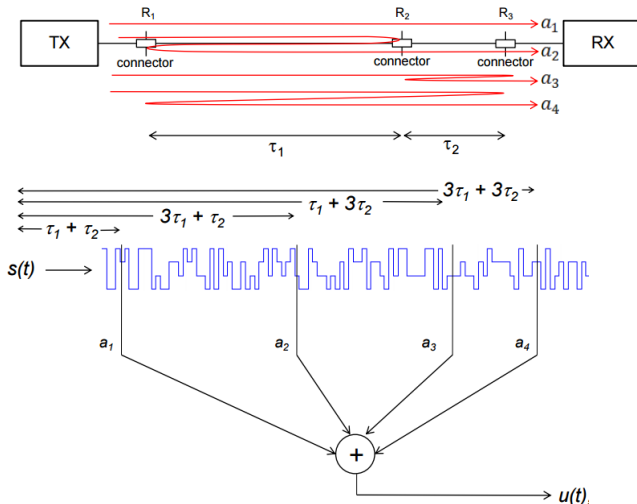 R₁ R₂ R₃
TX RX
a₁
a₂
connector connector connector
a₃
a₄
τ₁ τ₂
3τ₁ + 3τ₂
τ₁ + 3τ₂
3τ₁ + τ₂
τ₁ + τ₂
s(t)
a₁ a₂ a₃ a₄
+
u(t),